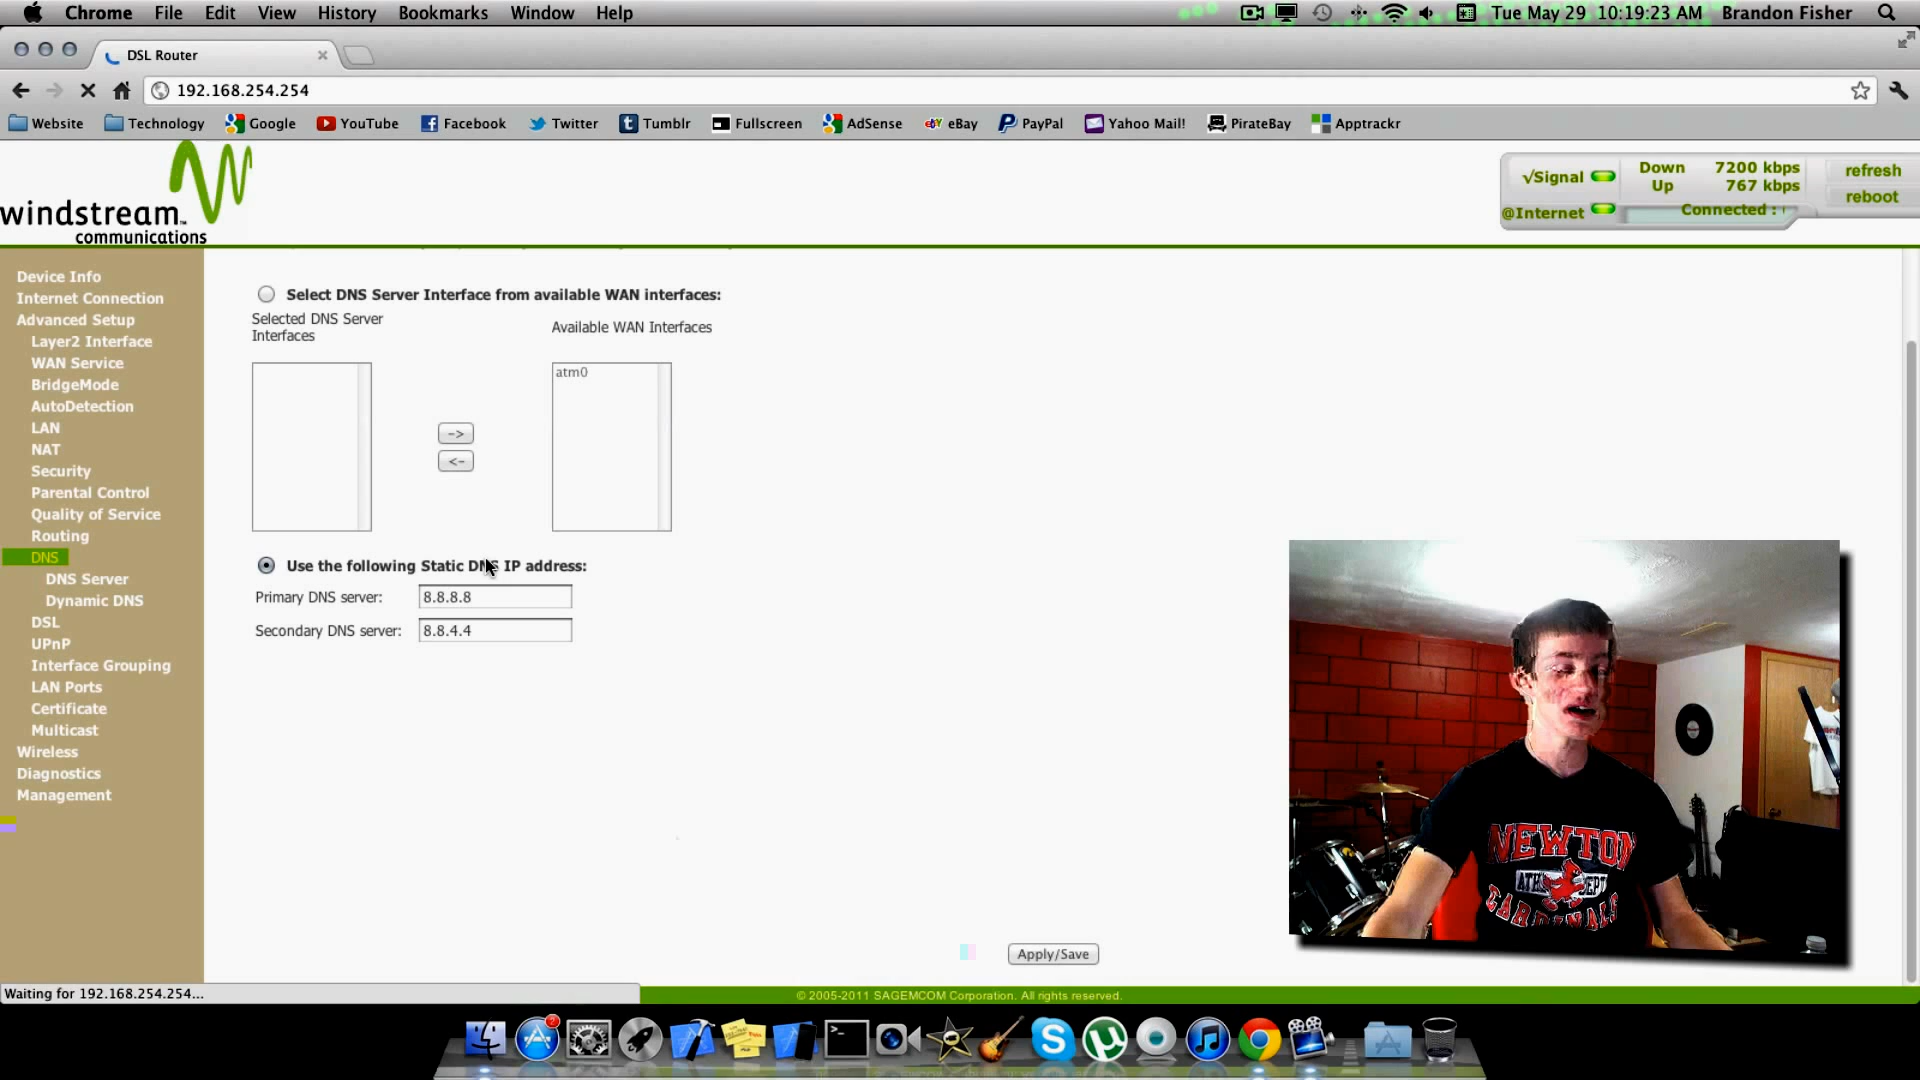 Chrome File Edit View History Bookmarks Window Help Tue May 29 10:19:23 AM Brandon Fisher
DSL Router
192.168.254.254
Website Technology Google YouTube Facebook Twitter Tumblr Fullscreen AdSense eBay PayPal Yahoo Mail! PirateBay Apptrackr
windstream
communications
√Signal Down 7200 kbps refresh
Up 767 kbps
reboot
@Internet Connected :
Device Info
Internet Connection
Advanced Setup
Layer2 Interface
WAN Service
BridgeMode
AutoDetection
LAN
NAT
Security
Parental Control
Quality of Service
Routing
DNS
DNS Server
Dynamic DNS
DSL
UPnP
Interface Grouping
LAN Ports
Certificate
Multicast
Wireless
Diagnostics
Management
Select DNS Server Interface from available WAN interfaces:
Selected DNS Server
Interfaces
Available WAN Interfaces
atm0
->
<-
Use the following Static DNS IP address:
Primary DNS server: 8.8.8.8
Secondary DNS server: 8.8.4.4
Apply/Save
NEWTON
ATH DEPT
CARDINALS
Waiting for 192.168.254.254...
© 2005-2011 SAGEMCOM Corporation. All rights reserved.